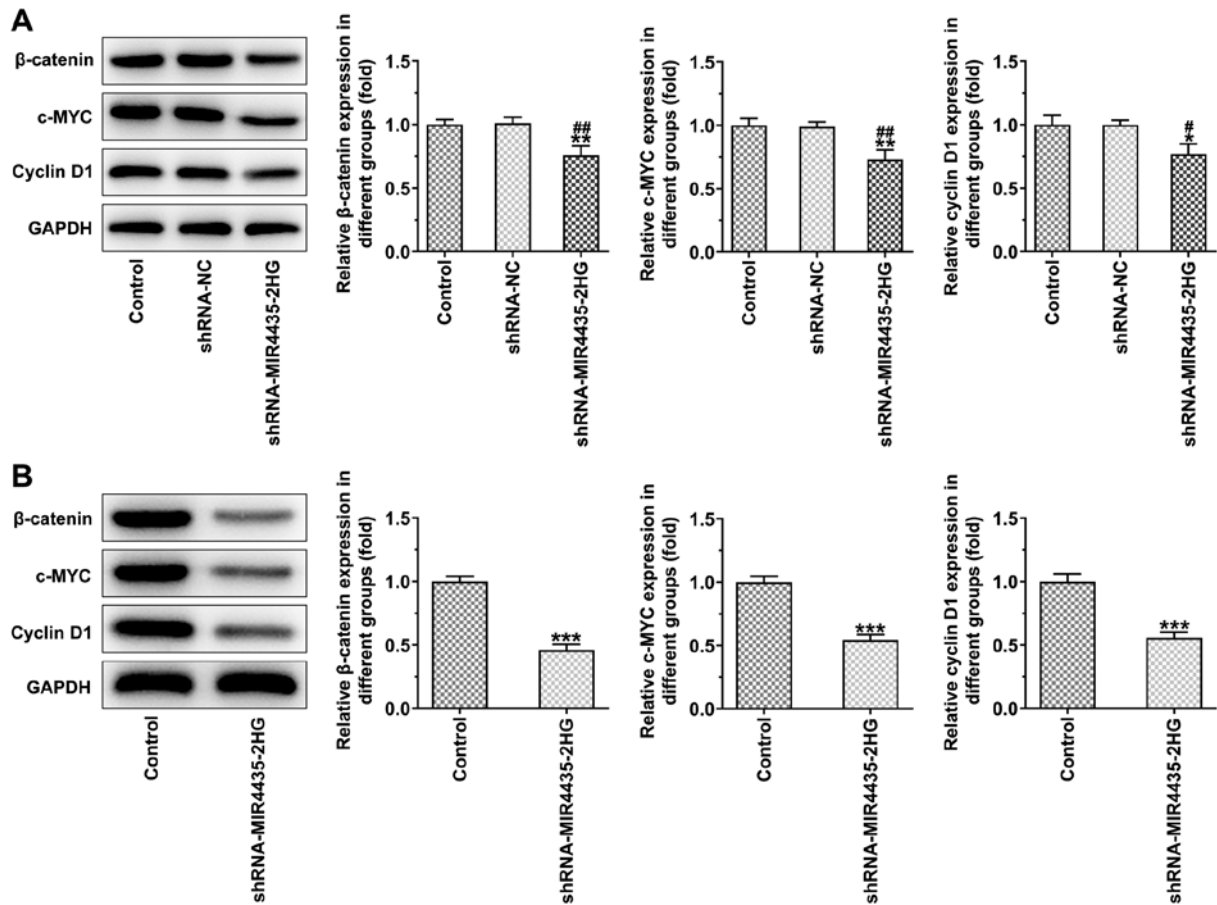 A
β-catenin
c-MYC
Cyclin D1
GAPDH
Control
shRNA-NC
shRNA-MIR4435-2HG
Relative β-catenin expression in
different groups (fold)
1.5
1.0
0.5
0.0
##
**
Control
shRNA-NC
shRNA-MIR4435-2HG
Relative c-MYC expression in
different groups (fold)
1.5
1.0
0.5
0.0
##
**
Control
shRNA-NC
shRNA-MIR4435-2HG
Relative cyclin D1 expression in
different groups (fold)
1.5
1.0
0.5
0.0
#
*
Control
shRNA-NC
shRNA-MIR4435-2HG
B
β-catenin
c-MYC
Cyclin D1
GAPDH
Control
shRNA-MIR4435-2HG
Relative β-catenin expression in
different groups (fold)
1.5
1.0
0.5
0.0
***
Control
shRNA-MIR4435-2HG
Relative c-MYC expression in
different groups (fold)
1.5
1.0
0.5
0.0
***
Control
shRNA-MIR4435-2HG
Relative cyclin D1 expression in
different groups (fold)
1.5
1.0
0.5
0.0
***
Control
shRNA-MIR4435-2HG